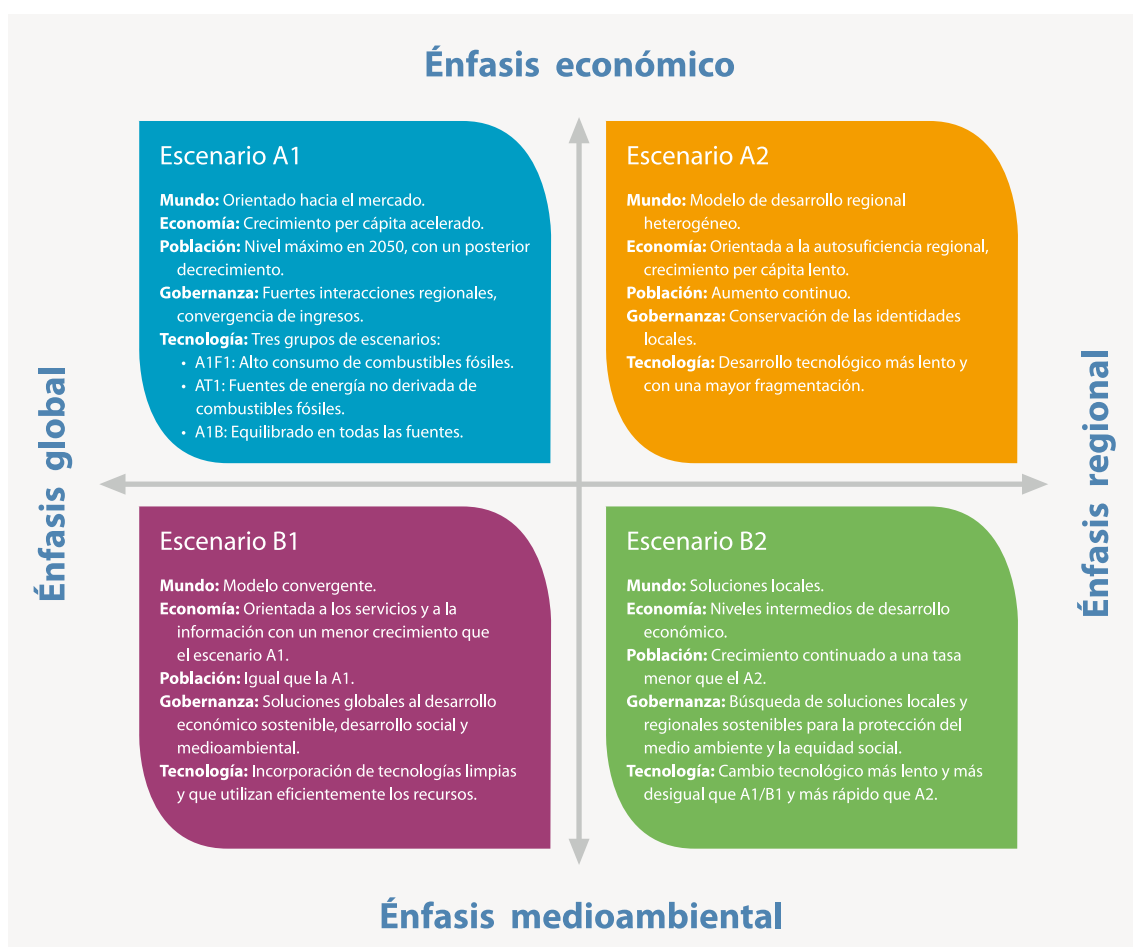 Énfasis económico
Escenario A1
Mundo: Orientado hacia el mercado.
Economía: Crecimiento per cápita acelerado.
Población: Nivel máximo en 2050, con un posterior
decrecimiento.
Gobernanza: Fuertes interacciones regionales,
convergencia de ingresos.
Tecnología: Tres grupos de escenarios:
• A1F1: Alto consumo de combustibles fósiles.
• AT1: Fuentes de energía no derivada de
combustibles fósiles.
• A1B: Equilibrado en todas las fuentes.
Escenario A2
Mundo: Modelo de desarrollo regional
heterogéneo.
Economía: Orientada a la autosuficiencia regional,
crecimiento per cápita lento.
Población: Aumento continuo.
Gobernanza: Conservación de las identidades
locales.
Tecnología: Desarrollo tecnológico más lento y
con una mayor fragmentación.
Énfasis global
Énfasis regional
Escenario B1
Mundo: Modelo convergente.
Economía: Orientada a los servicios y a la
información con un menor crecimiento que
el escenario A1.
Población: Igual que la A1.
Gobernanza: Soluciones globales al desarrollo
económico sostenible, desarrollo social y
medioambiental.
Tecnología: Incorporación de tecnologías limpias
y que utilizan eficientemente los recursos.
Escenario B2
Mundo: Soluciones locales.
Economía: Niveles intermedios de desarrollo
económico.
Población: Crecimiento continuado a una tasa
menor que el A2.
Gobernanza: Búsqueda de soluciones locales y
regionales sostenibles para la protección del
medio ambiente y la equidad social.
Tecnología: Cambio tecnológico más lento y más
desigual que A1/B1 y más rápido que A2.
Énfasis medioambiental